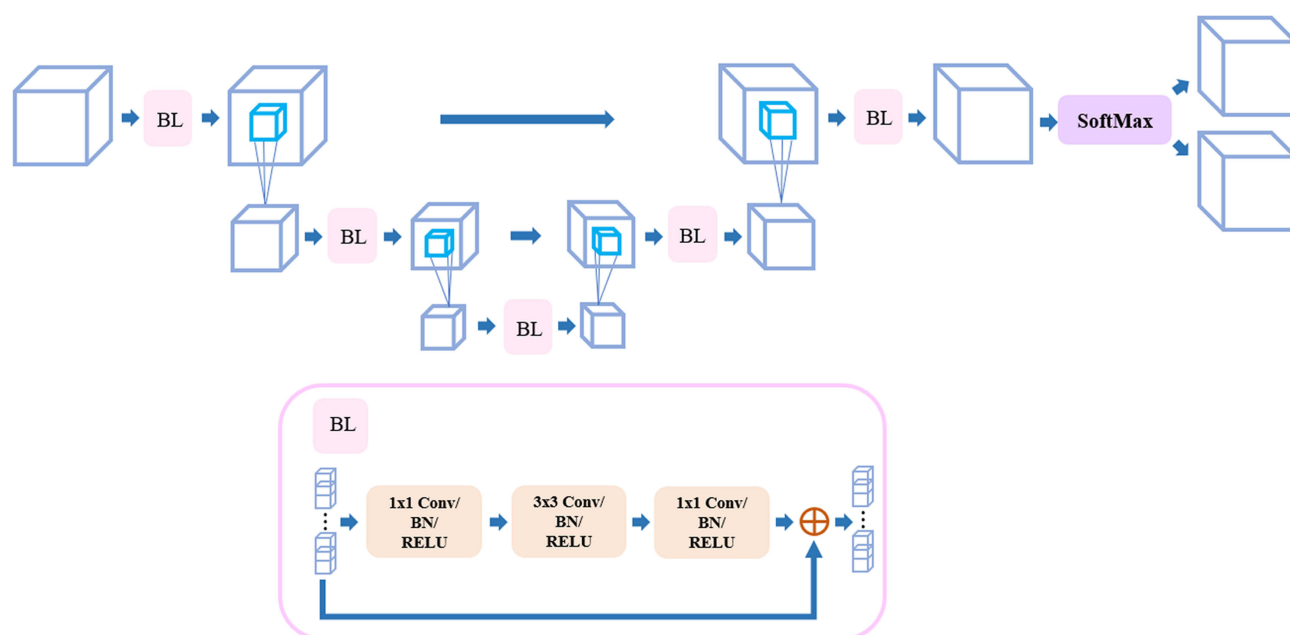 BL
BL
SoftMax
BL
BL
BL
BL
1x1 Conv/
BN/
RELU
3x3 Conv/
BN/
RELU
1x1 Conv/
BN/
RELU